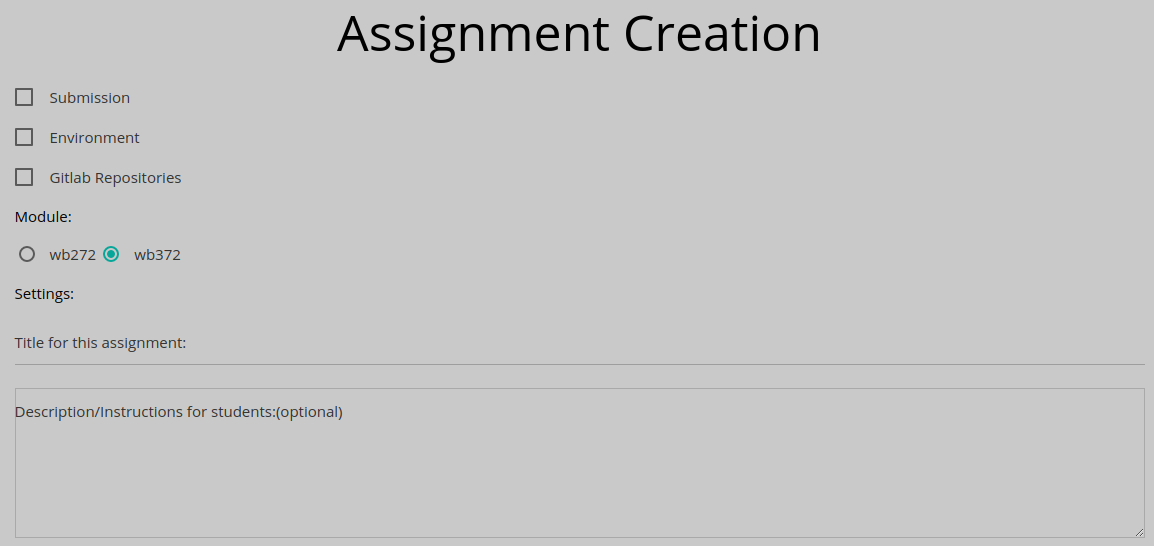 Assignment Creation
Submission
Environment
Gitlab Repositories
Module:
wb272 wb372
Settings:
Title for this assignment:
Description/Instructions for students:(optional)